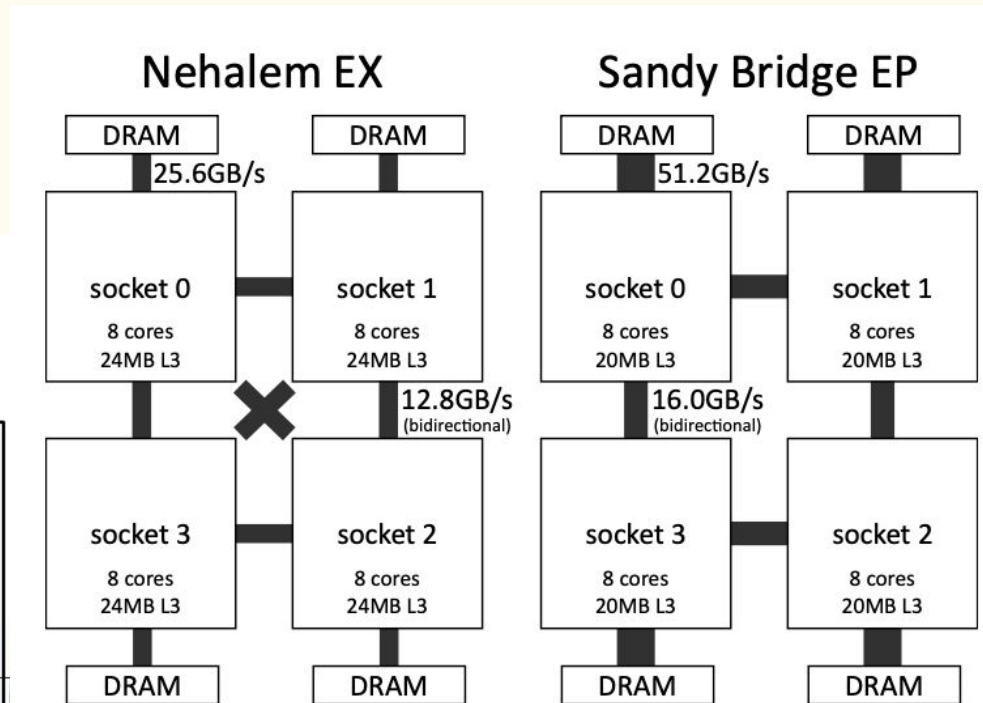 Nehalem EX
DRAM
DRAM
25.6GB/s
socket 0
8 cores
24MB L3
socket 1
8 cores
24MB L3
12.8GB/s
(bidirectional)
socket 3
8 cores
24MB L3
socket 2
8 cores
24MB L3
DRAM
DRAM
Sandy Bridge EP
DRAM
DRAM
51.2GB/s
socket 0
8 cores
20MB L3
socket 1
8 cores
20MB L3
16.0GB/s
(bidirectional)
socket 3
8 cores
20MB L3
socket 2
8 cores
20MB L3
DRAM
DRAM